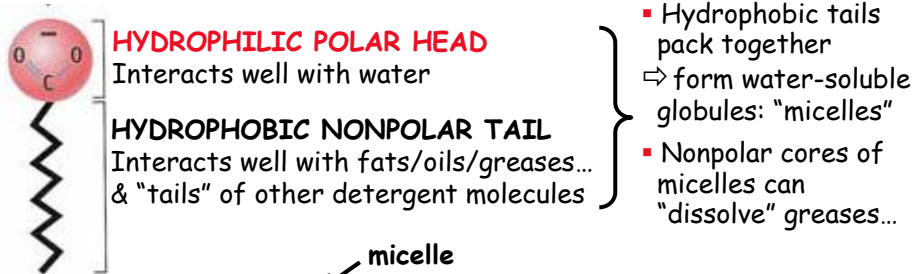 −
O O
C
HYDROPHILIC POLAR HEAD
Interacts well with water
HYDROPHOBIC NONPOLAR TAIL
Interacts well with fats/oils/greases…
& “tails” of other detergent molecules
▪ Hydrophobic tails
pack together
⇨ form water-soluble
globules: “micelles”
▪ Nonpolar cores of
micelles can
“dissolve” greases…
micelle